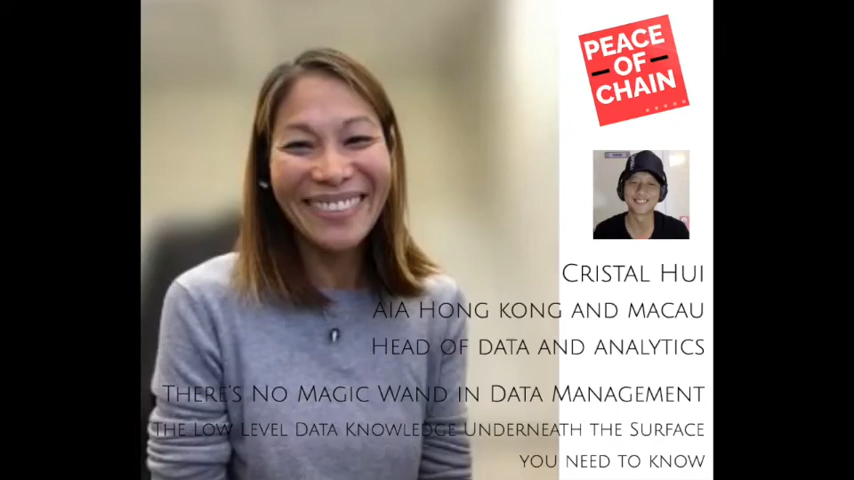 PEACE
OF
CHAIN
CRISTAL HUI
AIA HONG KONG AND MACAU
HEAD OF DATA AND ANALYTICS
THERE'S NO MAGIC WAND IN DATA MANAGEMENT
THE LOW LEVEL DATA KNOWLEDGE UNDERNEATH THE SURFACE
YOU NEED TO KNOW